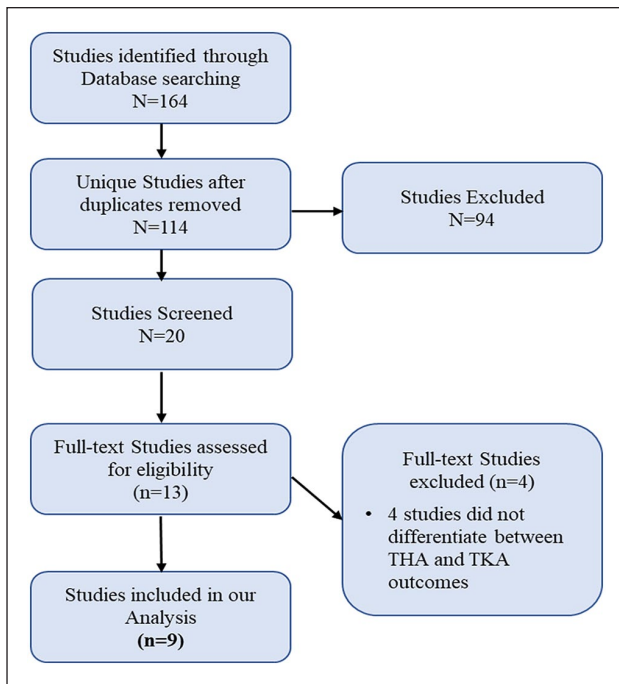 Studies identified through
Database searching
N=164
Unique Studies after
duplicates removed
N=114
Studies Excluded
N=94
Studies Screened
N=20
Full-text Studies assessed
for eligibility
(n=13)
Full-text Studies
excluded (n=4)
• 4 studies did not
differentiate between
THA and TKA
outcomes
Studies included in our
Analysis
(n=9)